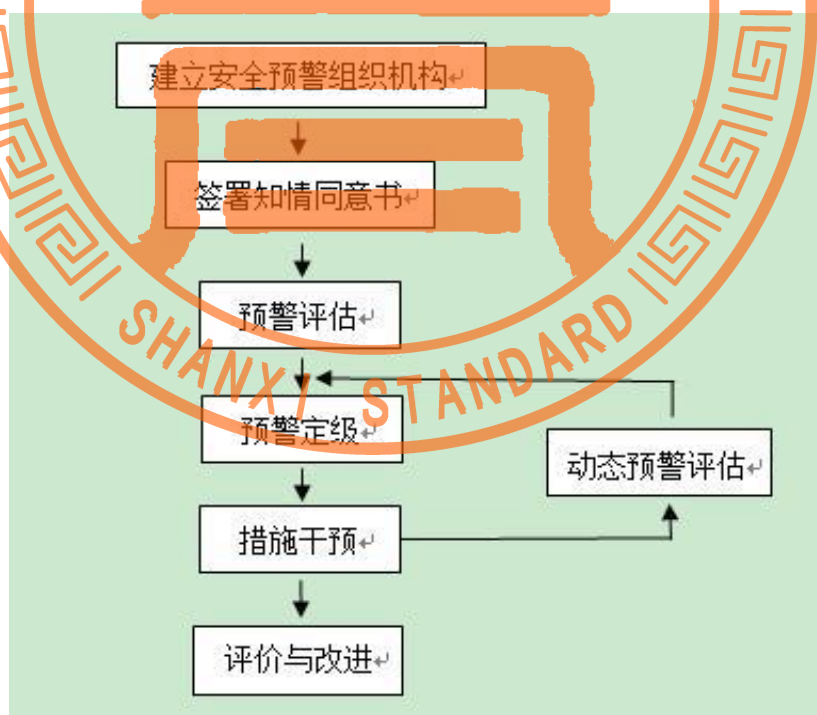 建立安全预警组织机构
签署知情同意书
预警评估
SHANXI STANDARD
预警定级
动态预警评估
措施干预
评价与改进